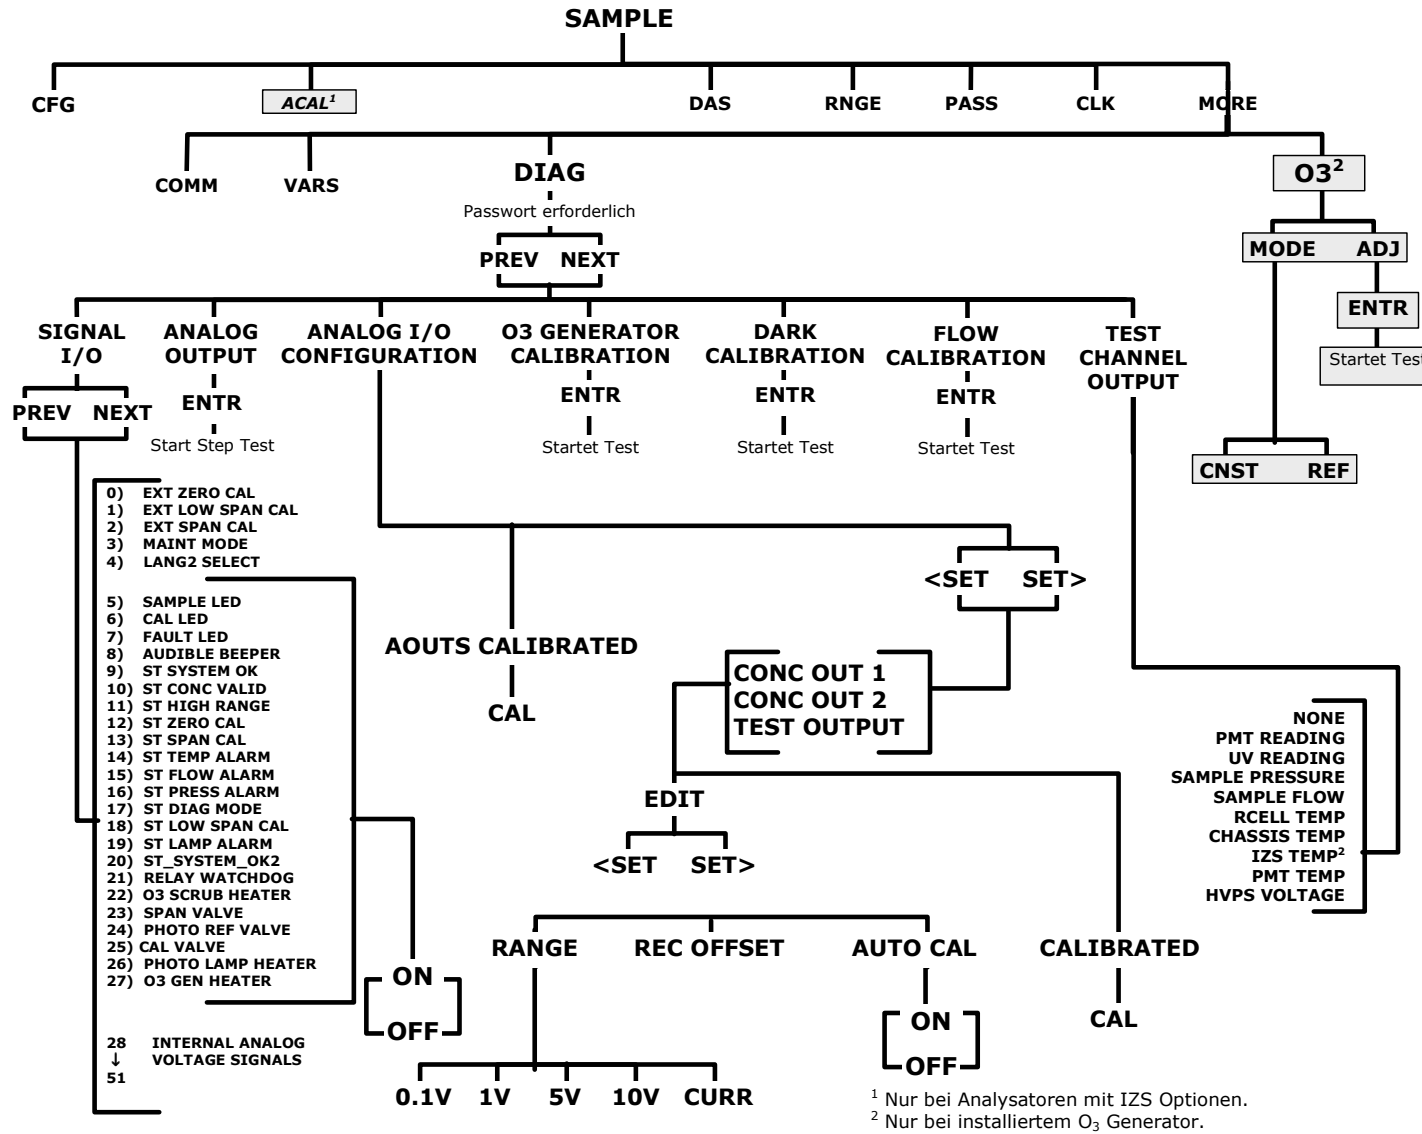 SAMPLE
CFG
ACAL¹
DAS
RNGE
PASS
CLK
MORE
COMM
VARS
DIAG
O3²
Passwort erforderlich
PREV NEXT
MODE ADJ
ENTR
Startet Test
CNST REF
SIGNAL
I/O
ANALOG
OUTPUT
ANALOG I/O
CONFIGURATION
O3 GENERATOR
CALIBRATION
DARK
CALIBRATION
FLOW
CALIBRATION
TEST
CHANNEL
OUTPUT
PREV NEXT
ENTR
Start Step Test
ENTR
Startet Test
ENTR
Startet Test
ENTR
Startet Test
0) EXT ZERO CAL
1) EXT LOW SPAN CAL
2) EXT SPAN CAL
3) MAINT MODE
4) LANG2 SELECT
5) SAMPLE LED
6) CAL LED
7) FAULT LED
8) AUDIBLE BEEPER
9) ST SYSTEM OK
10) ST CONC VALID
11) ST HIGH RANGE
12) ST ZERO CAL
13) ST SPAN CAL
14) ST TEMP ALARM
15) ST FLOW ALARM
16) ST PRESS ALARM
17) ST DIAG MODE
18) ST LOW SPAN CAL
19) ST LAMP ALARM
20) ST_SYSTEM_OK2
21) RELAY WATCHDOG
22) O3 SCRUB HEATER
23) SPAN VALVE
24) PHOTO REF VALVE
25) CAL VALVE
26) PHOTO LAMP HEATER
27) O3 GEN HEATER
28 INTERNAL ANALOG
↓ VOLTAGE SIGNALS
51
ON
OFF
AOUTS CALIBRATED
CAL
<SET SET>
CONC OUT 1
CONC OUT 2
TEST OUTPUT
EDIT
<SET SET>
RANGE
REC OFFSET
AUTO CAL
CALIBRATED
ON
OFF
CAL
0.1V 1V 5V 10V CURR
NONE
PMT READING
UV READING
SAMPLE PRESSURE
SAMPLE FLOW
RCELL TEMP
CHASSIS TEMP
IZS TEMP²
PMT TEMP
HVPS VOLTAGE
¹ Nur bei Analysatoren mit IZS Optionen.
² Nur bei installiertem O₃ Generator.